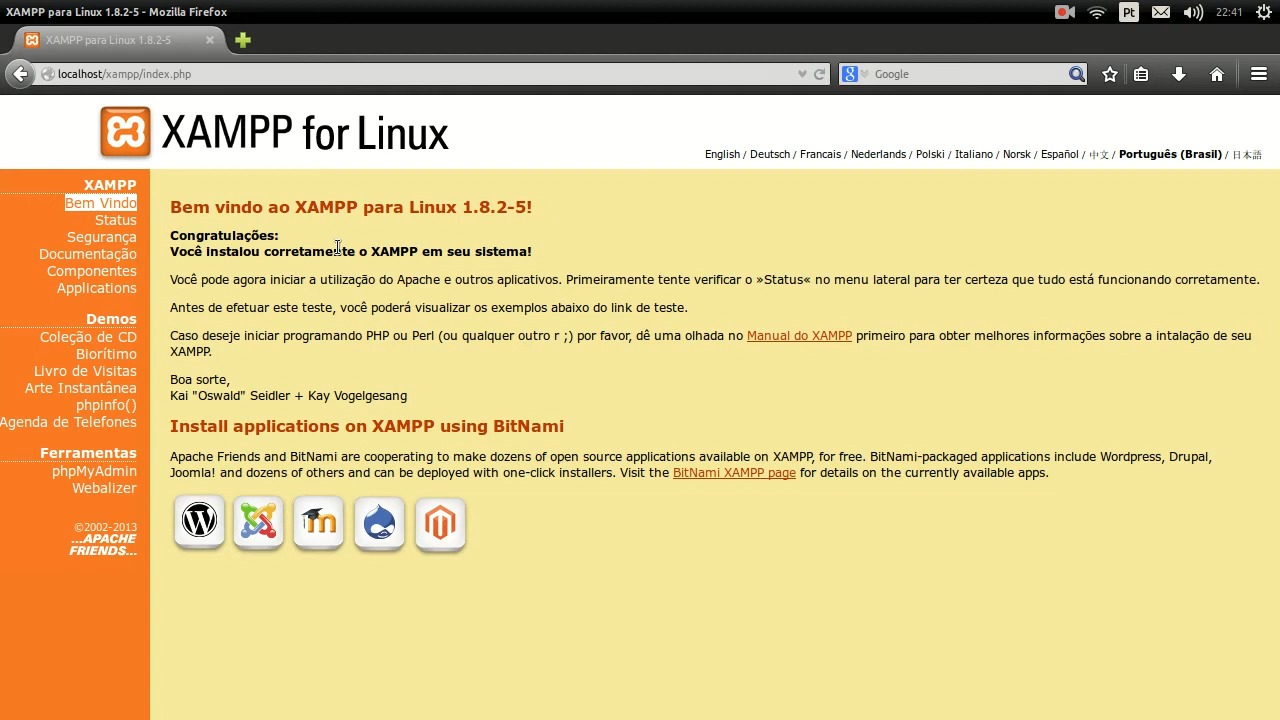 XAMPP para Linux 1.8.2-5 - Mozilla Firefox
Pt
22:41
XAMPP para Linux 1.8.2-5
localhost/xampp/index.php
Google
XAMPP for Linux
English / Deutsch / Francais / Nederlands / Polski / Italiano / Norsk / Español / 中文 / Português (Brasil) / 日本語
XAMPP
Bem Vindo
Status
Segurança
Documentação
Componentes
Applications
Demos
Coleção de CD
Biorítimo
Livro de Visitas
Arte Instantânea
phpinfo()
Agenda de Telefones
Ferramentas
phpMyAdmin
Webalizer
©2002-2013
...APACHE
FRIENDS...
Bem vindo ao XAMPP para Linux 1.8.2-5!
Congratulações:
Você instalou corretamente o XAMPP em seu sistema!
Você pode agora iniciar a utilização do Apache e outros aplicativos. Primeiramente tente verificar o »Status« no menu lateral para ter certeza que tudo está funcionando corretamente.
Antes de efetuar este teste, você poderá visualizar os exemplos abaixo do link de teste.
Caso deseje iniciar programando PHP ou Perl (ou qualquer outro r ;) por favor, dê uma olhada no Manual do XAMPP primeiro para obter melhores informações sobre a intalação de seu
XAMPP.
Boa sorte,
Kai "Oswald" Seidler + Kay Vogelgesang
Install applications on XAMPP using BitNami
Apache Friends and BitNami are cooperating to make dozens of open source applications available on XAMPP, for free. BitNami-packaged applications include Wordpress, Drupal,
Joomla! and dozens of others and can be deployed with one-click installers. Visit the BitNami XAMPP page for details on the currently available apps.